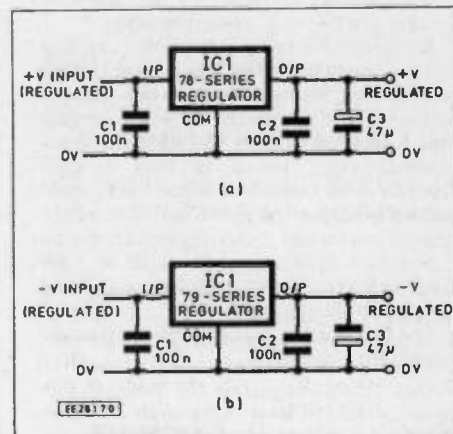 IC1
78-SERIES
REGULATOR
+V INPUT
(REGULATED)
I/P
O/P
COM
C1
100n
C2
100n
C3
47µ
+V
REGULATED
0V
0V
(a)
IC1
79-SERIES
REGULATOR
-V INPUT
(REGULATED)
I/P
O/P
COM
C1
100n
C2
100n
C3
47µ
-V
REGULATED
0V
0V
(b)
EE2B170